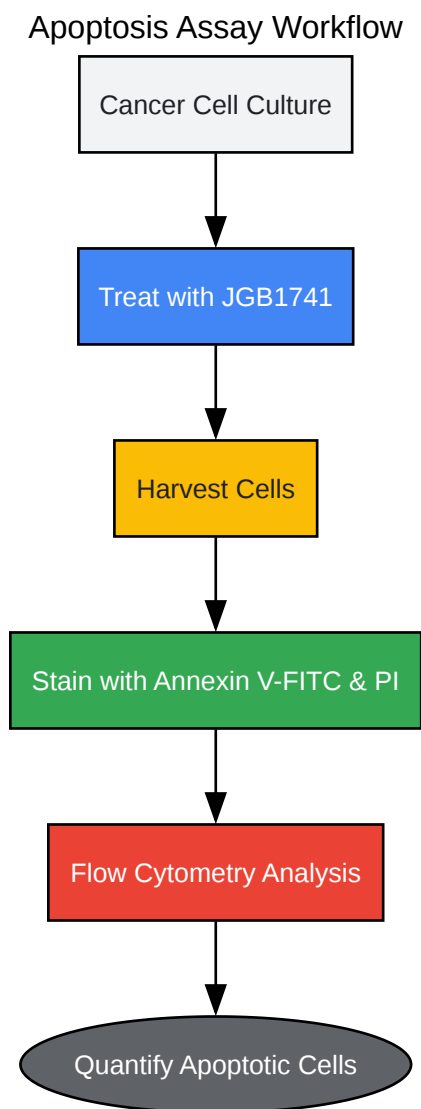 Apoptosis Assay Workflow
Cancer Cell Culture
Treat with JGB1741
Harvest Cells
Stain with Annexin V-FITC & PI
Flow Cytometry Analysis
Quantify Apoptotic Cells